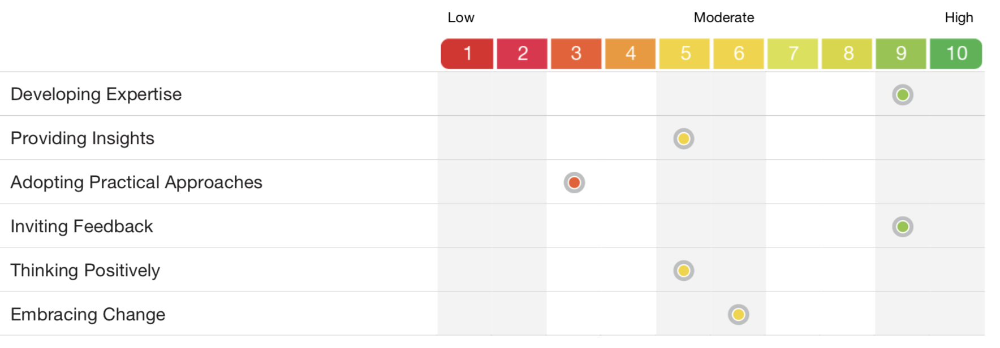 Low Moderate High
1 2 3 4 5 6 7 8 9 10
Developing Expertise
Providing Insights
Adopting Practical Approaches
Inviting Feedback
Thinking Positively
Embracing Change